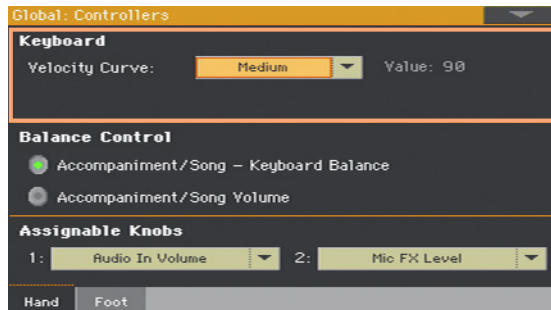 Global: Controllers
Keyboard
Velocity Curve: Medium Value: 90
Balance Control
Accompaniment/Song - Keyboard Balance
Accompaniment/Song Volume
Assignable Knobs
1: Audio In Volume 2: Mic FX Level
Hand Foot